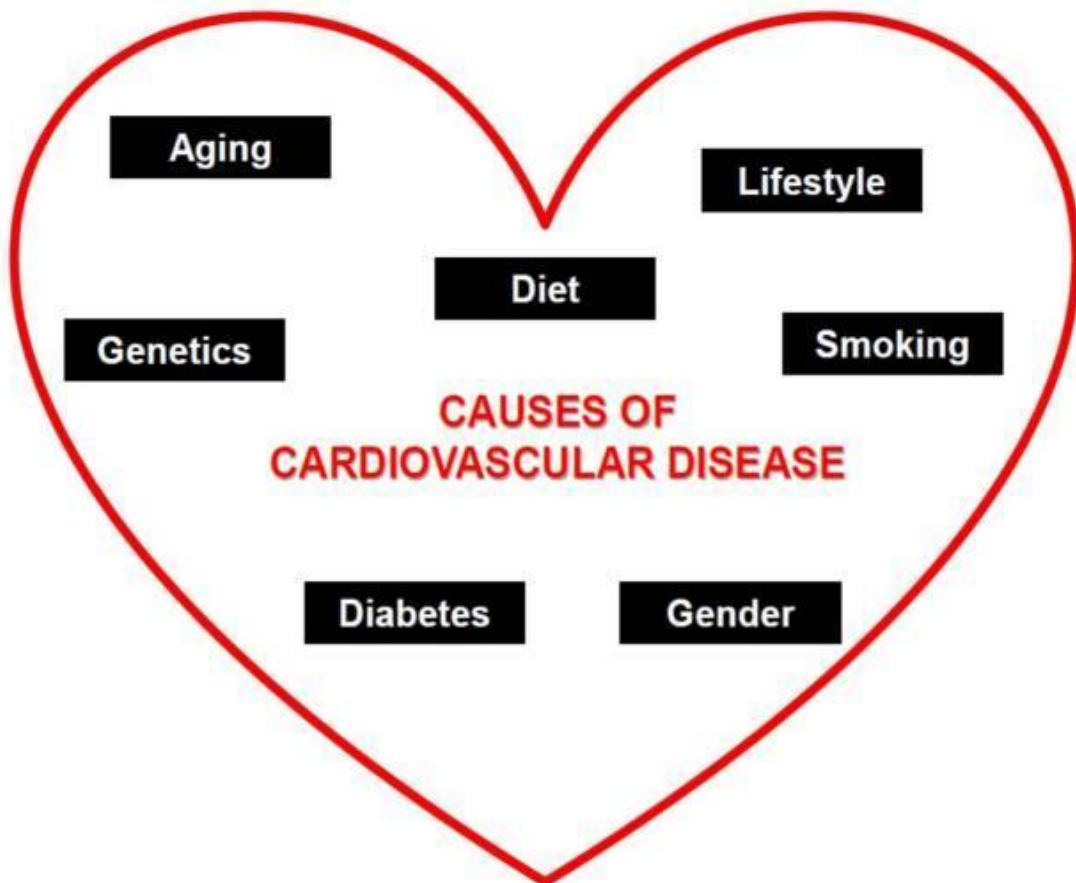 Aging
Lifestyle
Diet
Genetics
Smoking
CAUSES OF
CARDIOVASCULAR DISEASE
Diabetes
Gender